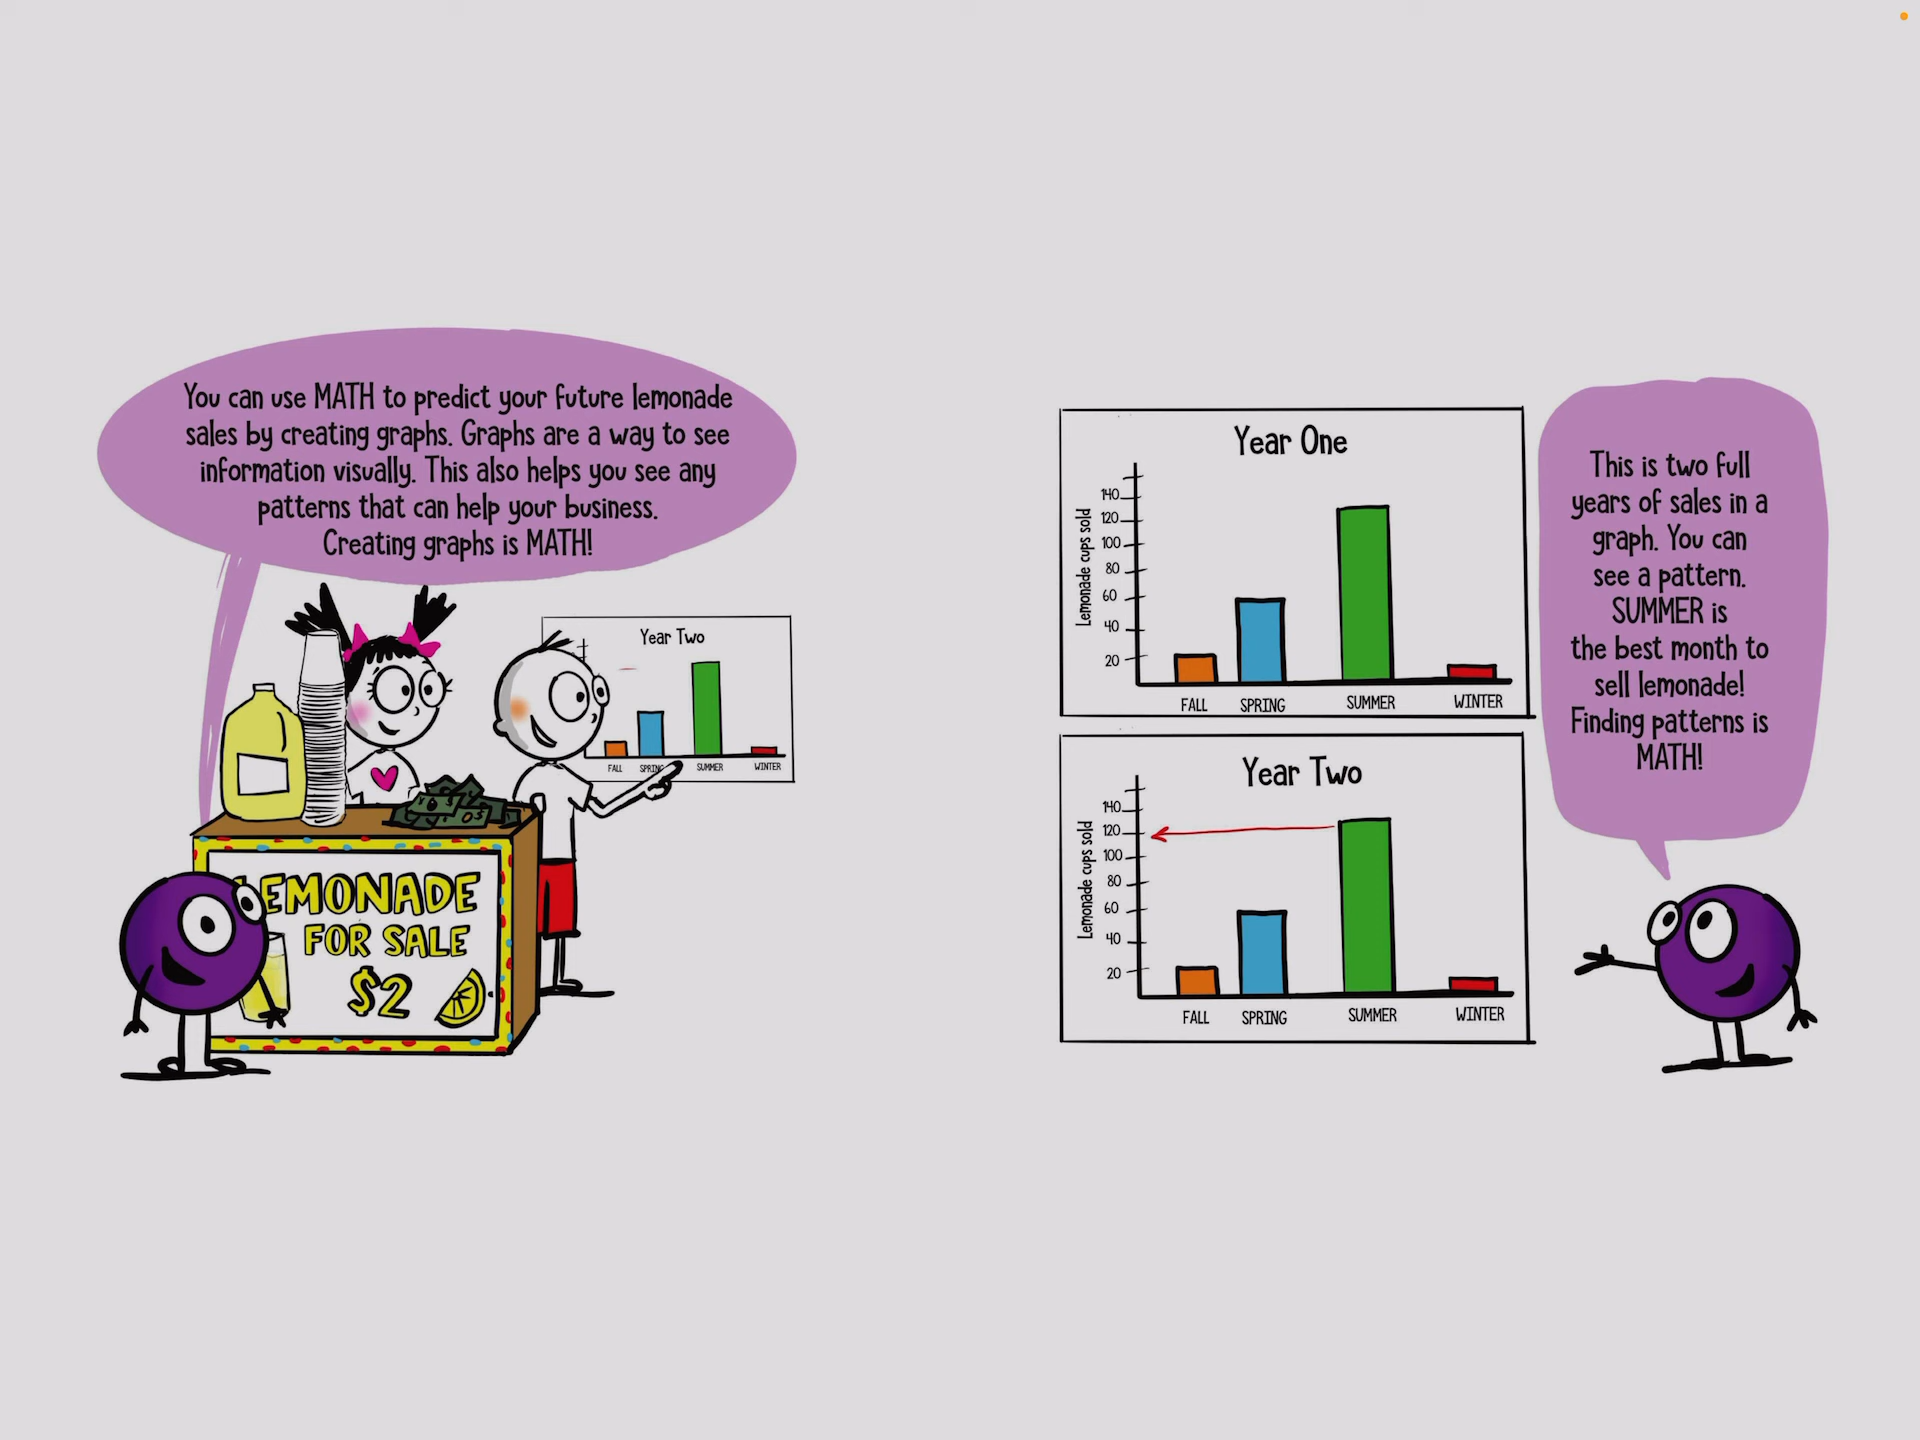 You can use MATH to predict your future lemonade
sales by creating graphs. Graphs are a way to see
information visually. This also helps you see any
patterns that can help your business.
Creating graphs is MATH!
Year Two
FALL SPRING SUMMER WINTER
LEMONADE
FOR SALE
$2
Year One
Lemonade cups sold
140
120
100
80
60
40
20
FALL SPRING SUMMER WINTER
Year Two
Lemonade cups sold
140
120
100
80
60
40
20
FALL SPRING SUMMER WINTER
This is two full
years of sales in a
graph. You can
see a pattern.
SUMMER is
the best month to
sell lemonade!
Finding patterns is
MATH!